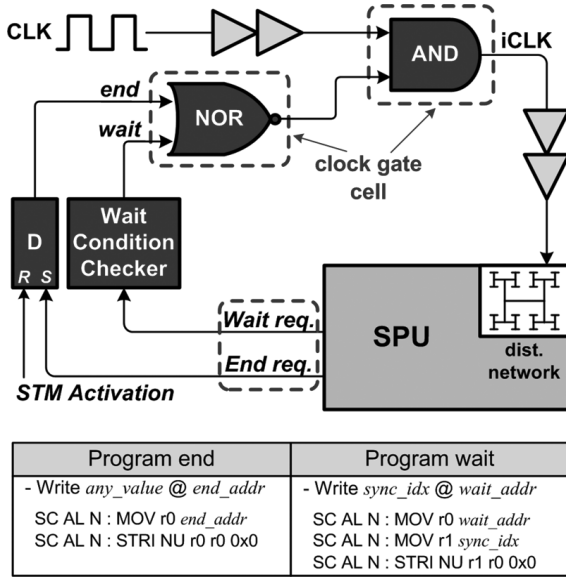 CLK
AND
iCLK
end
NOR
wait
clock gate
cell
D
R S
Wait
Condition
Checker
Wait req.
SPU
End req.
dist.
network
STM Activation
Program end
Program wait
- Write any_value @ end_addr
SC AL N : MOV r0 end_addr
SC AL N : STRI NU r0 r0 0x0
- Write sync_idx @ wait_addr
SC AL N : MOV r0 wait_addr
SC AL N : MOV r1 sync_idx
SC AL N : STRI NU r1 r0 0x0